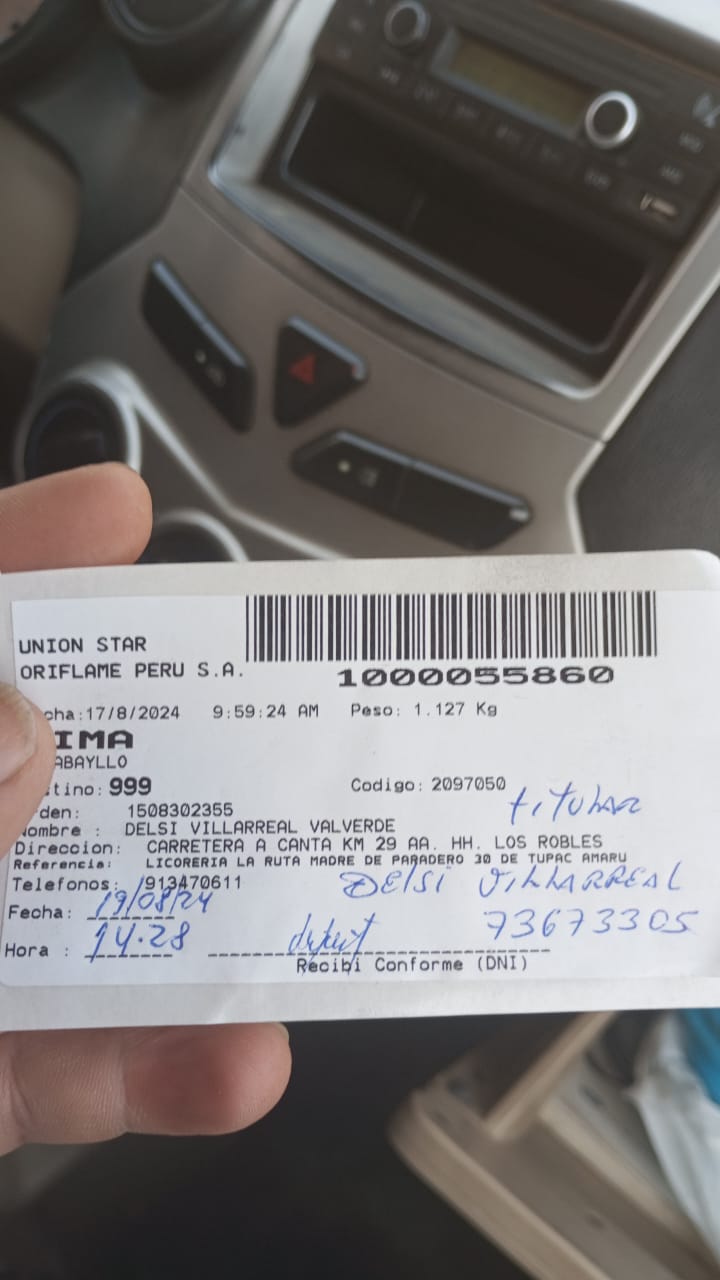 UNION STAR
ORIFLAME PERU S.A.
1000055860
cha:17/8/2024 9:59:24 AM Peso: 1.127 Kg
IMA
ABAYLLO
tino: 999 Codigo: 2097050
rden: 1508302355 titular
Nombre : DELSI VILLARREAL VALVERDE
Direccion: CARRETERA A CANTA KM 29 AA. HH. LOS ROBLES
Referencia: LICORERIA LA RUTA MADRE DE PARADERO 30 DE TUPAC AMARU
Telefonos: 913470611 DElsi VILLARREAL
Fecha: 19/08/24 73673305
Hora : 14.28
Recibi Conforme (DNI)